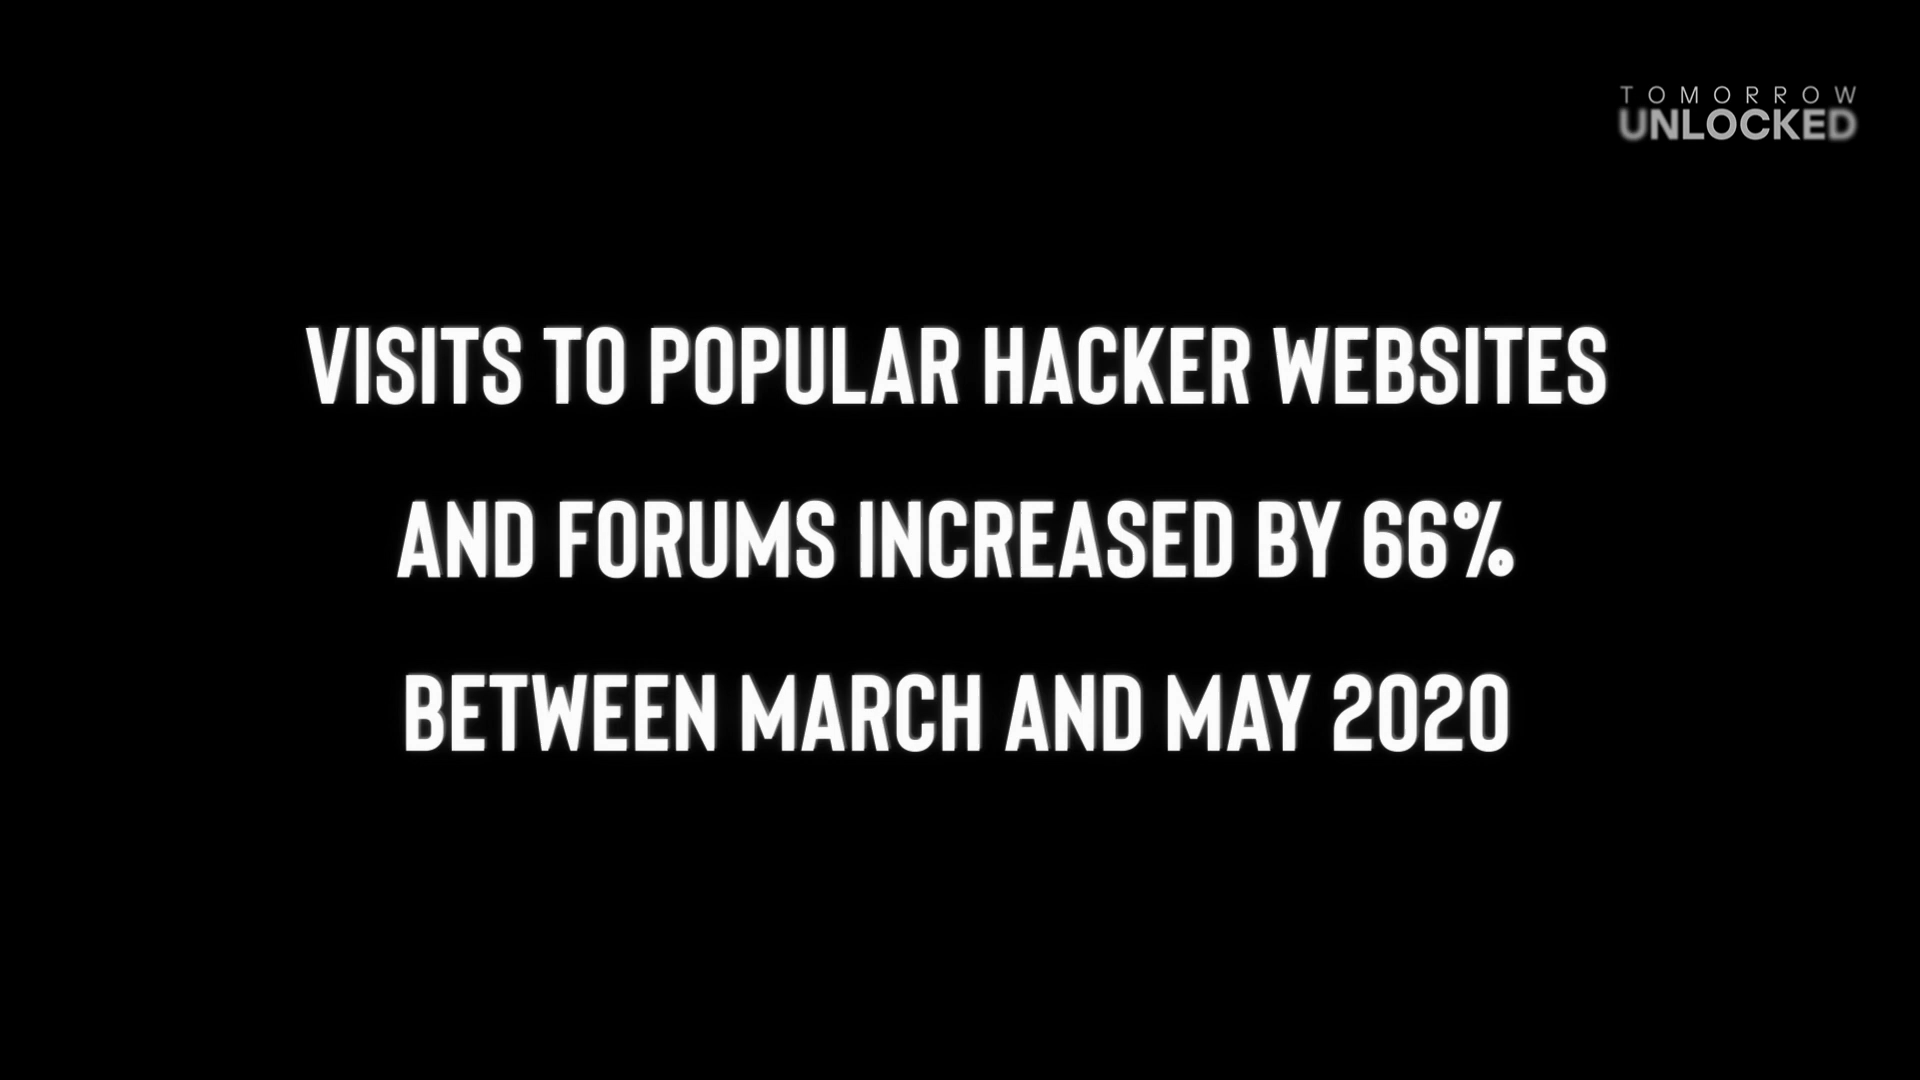 TOMORROW
UNLOCKED
VISITS TO POPULAR HACKER WEBSITES
AND FORUMS INCREASED BY 66%
BETWEEN MARCH AND MAY 2020